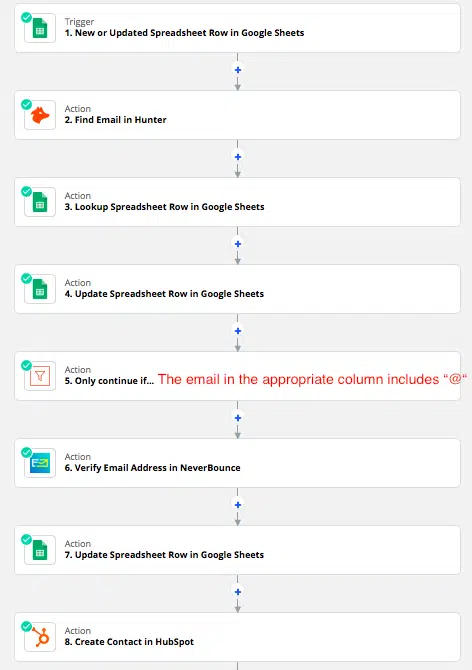 Trigger
1. New or Updated Spreadsheet Row in Google Sheets
Action
2. Find Email in Hunter
Action
3. Lookup Spreadsheet Row in Google Sheets
Action
4. Update Spreadsheet Row in Google Sheets
Action
5. Only continue if... The email in the appropriate column includes “@“
Action
6. Verify Email Address in NeverBounce
Action
7. Update Spreadsheet Row in Google Sheets
Action
8. Create Contact in HubSpot